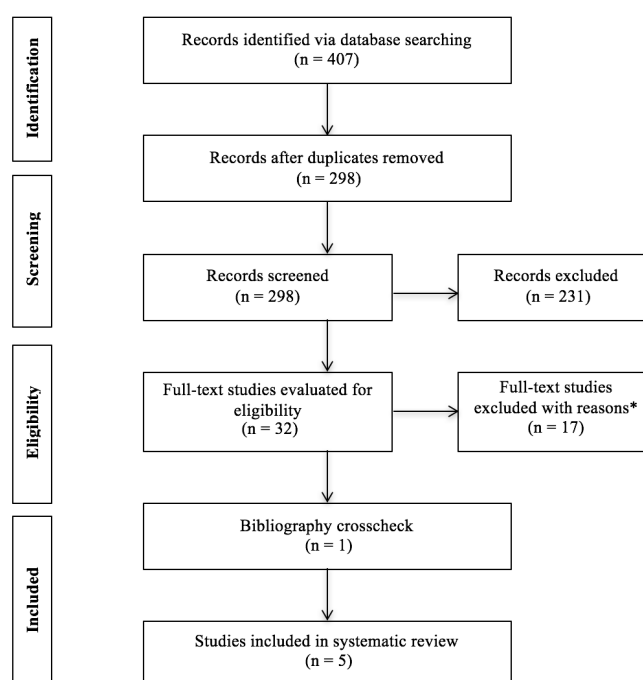 Identification
Records identified via database searching
(n = 407)
Records after duplicates removed
(n = 298)
Screening
Records screened
(n = 298)
Records excluded
(n = 231)
Eligibility
Full-text studies evaluated for
eligibility
(n = 32)
Full-text studies
excluded with reasons*
(n = 17)
Included
Bibliography crosscheck
(n = 1)
Studies included in systematic review
(n = 5)